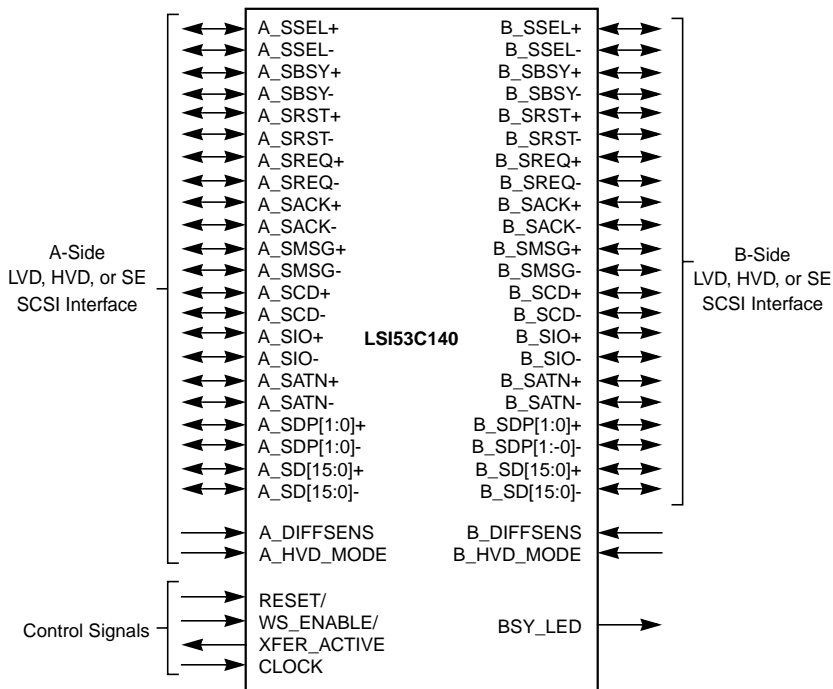 A_SSEL+ B_SSEL+
A_SSEL- B_SSEL-
A_SBSY+ B_SBSY+
A_SBSY- B_SBSY-
A_SRST+ B_SRST+
A_SRST- B_SRST-
A_SREQ+ B_SREQ+
A_SREQ- B_SREQ-
A_SACK+ B_SACK+
A_SACK- B_SACK-
A_SMSG+ B_SMSG+
A_SMSG- B_SMSG-
A_SCD+ B_SCD+
A_SCD- B_SCD-
A_SIO+ B_SIO+
A_SIO- B_SIO-
A_SATN+ B_SATN+
A_SATN- B_SATN-
A_SDP[1:0]+ B_SDP[1:0]+
A_SDP[1:0]- B_SDP[1:-0]-
A_SD[15:0]+ B_SD[15:0]+
A_SD[15:0]- B_SD[15:0]-
A_DIFFSENS B_DIFFSENS
A_HVD_MODE B_HVD_MODE
A-Side
LVD, HVD, or SE
SCSI Interface
LSI53C140
B-Side
LVD, HVD, or SE
SCSI Interface
Control Signals
RESET/
WS_ENABLE/
XFER_ACTIVE
CLOCK
BSY_LED